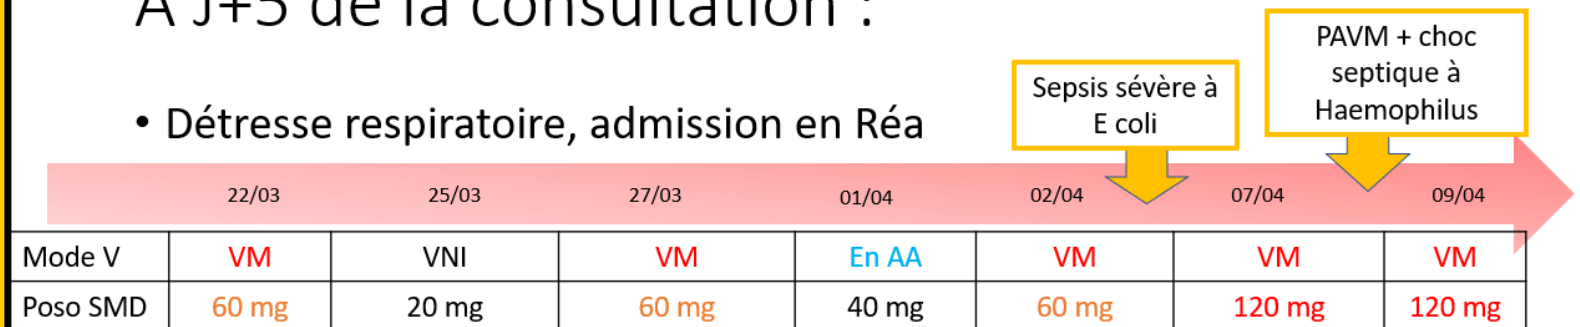 A J+5 de la consultation :
• Détresse respiratoire, admission en Réa
Sepsis sévère à
E coli
PAVM + choc
septique à
Haemophilus
22/03 25/03 27/03 01/04 02/04 07/04 09/04
Mode V VM VNI VM En AA VM VM VM
Poso SMD 60 mg 20 mg 60 mg 40 mg 60 mg 120 mg 120 mg